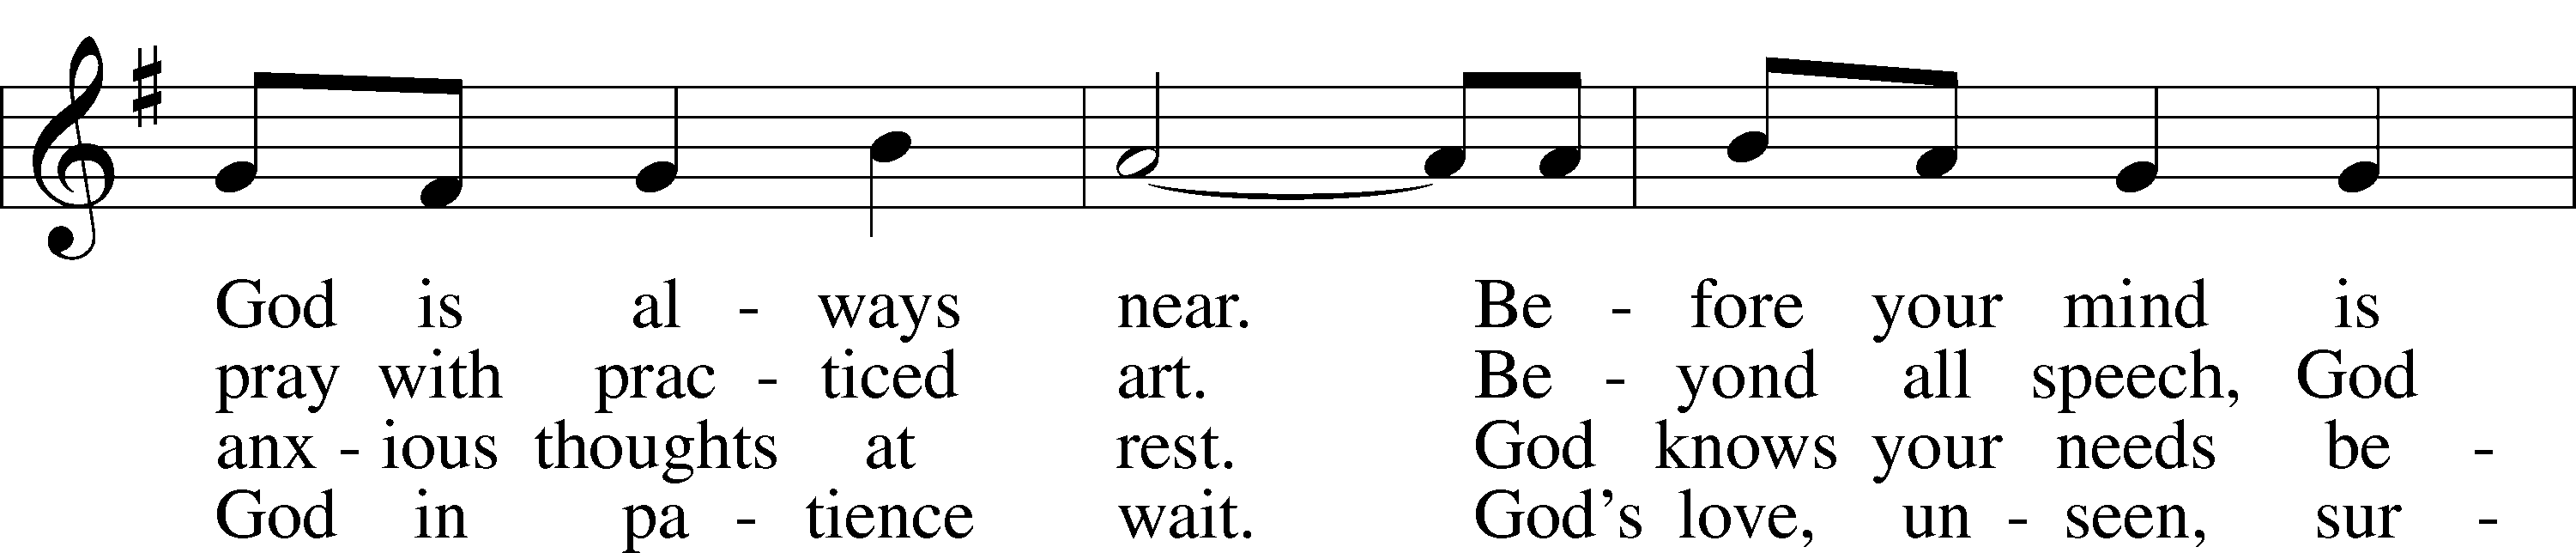 God is al - ways near. Be - fore your mind is
pray with prac - ticed art. Be - yond all speech, God
anx - ious thoughts at rest. God knows your needs be -
God in pa - tience wait. God’s love, un - seen, sur -